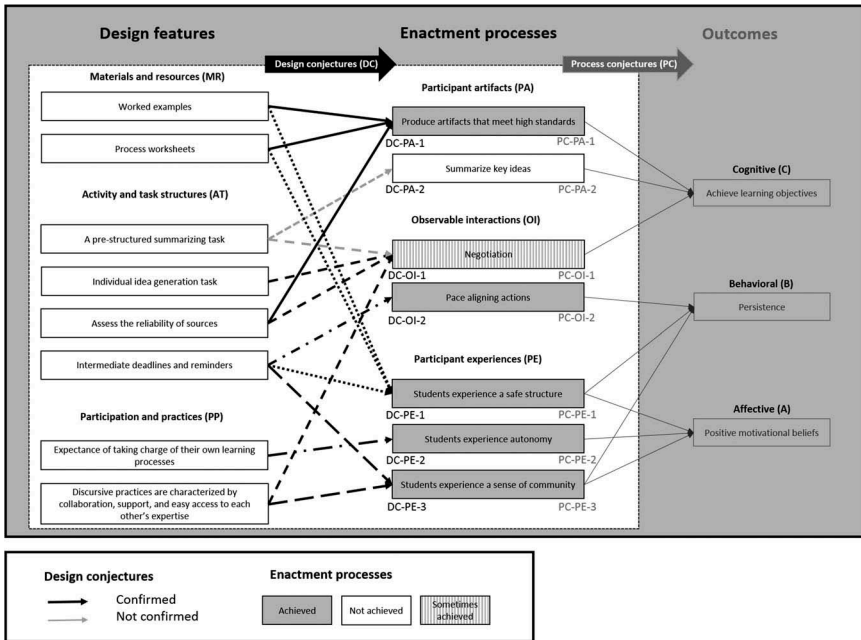 Design features
Enactment processes
Outcomes
Design conjectures (DC)
Process conjectures (PC)
Materials and resources (MR)
Worked examples
Process worksheets
Activity and task structures (AT)
A pre-structured summarizing task
Individual idea generation task
Assess the reliability of sources
Intermediate deadlines and reminders
Participation and practices (PP)
Expectance of taking charge of their own learning
processes
Discursive practices are characterized by
collaboration, support, and easy access to each
other's expertise
Participant artifacts (PA)
Produce artifacts that meet high standards
DC-PA-1
PC-PA-1
Summarize key ideas
DC-PA-2
PC-PA-2
Observable interactions (OI)
Negotiation
DC-OI-1
PC-OI-1
Pace aligning actions
DC-OI-2
PC-OI-2
Participant experiences (PE)
Students experience a safe structure
DC-PE-1
PC-PE-1
Students experience autonomy
DC-PE-2
PC-PE-2
Students experience a sense of community
DC-PE-3
PC-PE-3
Cognitive (C)
Achieve learning objectives
Behavioral (B)
Persistence
Affective (A)
Positive motivational beliefs
Design conjectures
Confirmed
Not confirmed
Enactment processes
Achieved
Not achieved
Sometimes
achieved